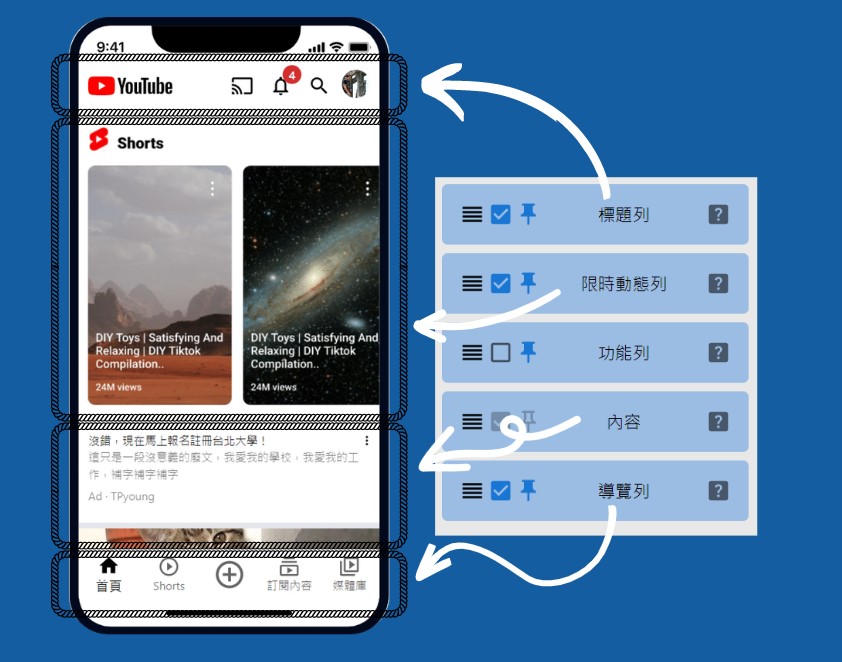 9:41
YouTube
4
Shorts
DIY Toys | Satisfying And
Relaxing | DIY Tiktok
Compilation..
24M views
DIY Toys | Satisfying And
Relaxing | DIY Tiktok
Compilation..
24M views
沒錯，現在馬上報名註冊台北大學！
這只是一段沒意義的廢文，我愛我的學校，我愛我的工
作，補字補字補字
Ad · TPyoung
首頁
Shorts
訂閱內容
媒體庫
標題列
?
限時動態列
?
功能列
?
內容
?
導覽列
?